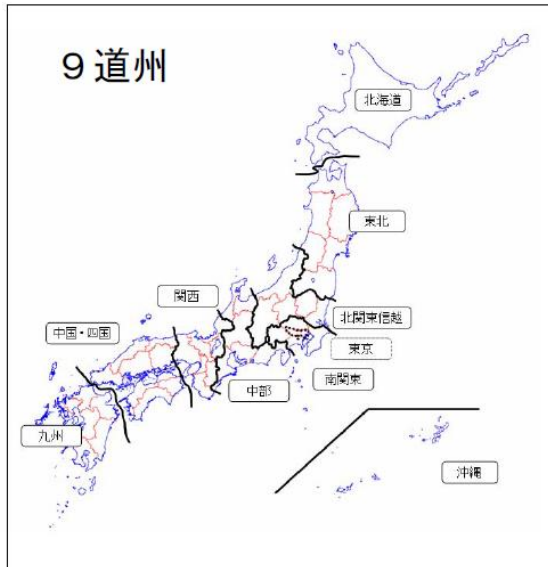 ９道州
北海道
東北
関西
北関東信越
中国・四国
東京
南関東
中部
九州
沖縄